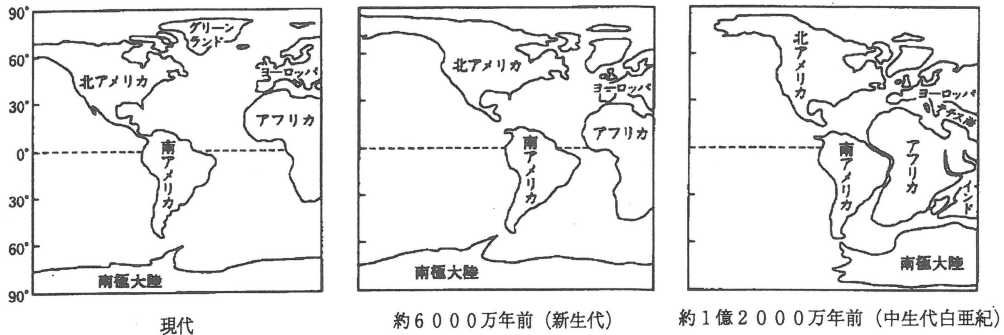 90°
60°
30°
0°
30°
60°
90°
グリーン
ランド
北アメリカ
ヨーロッパ
アフリカ
南アメリカ
南極大陸
現代
北アメリカ
ヨーロッパ
アフリカ
南アメリカ
南極大陸
約6000万年前（新生代）
北アメリカ
ヨーロッパ
テチス海
アフリカ
南アメリカ
インド
南極大陸
約1億2000万年前（中生代白亜紀）